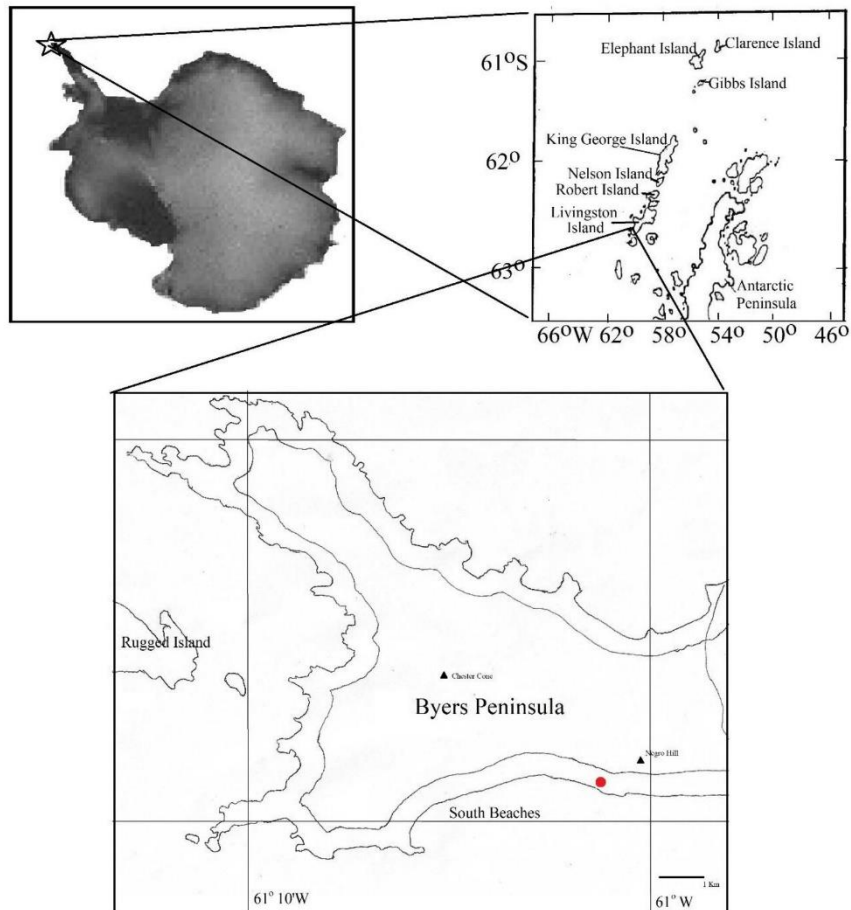 Elephant Island
Clarence Island
61°S
Gibbs Island
King George Island
62°
Nelson Island
Robert Island
Livingston
Island
63°
Antarctic
Peninsula
66°W 62° 58° 54° 50° 46°
Rugged Island
Chester Cone
Byers Peninsula
Negro Hill
South Beaches
1 Km
61° 10'W
61° W